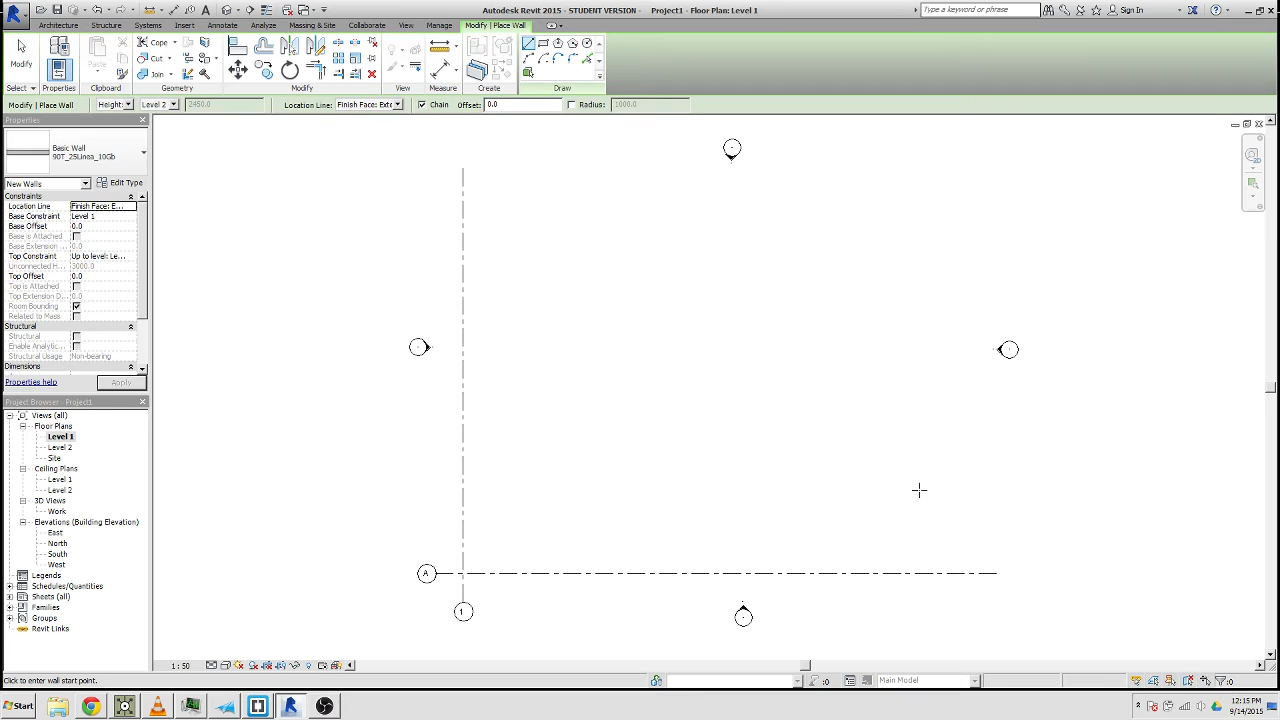 Autodesk Revit 2015 - STUDENT VERSION - Project1 - Floor Plan: Level 1
Type a keyword or phrase
Sign In
Architecture Structure Systems Insert Annotate Analyze Massing & Site Collaborate View Manage Modify | Place Wall
Modify
Paste
Cope
Cut
Join
Select Properties Clipboard Geometry Modify View Measure Create Draw
Modify | Place Wall Height: Level 2 2450.0 Location Line: Finish Face: Exte Chain Offset: 0.0 Radius: 1000.0
Properties
Basic Wall
90T_25Linea_10Gb
New Walls Edit Type
Constraints
Location Line Finish Face: E...
Base Constraint Level 1
Base Offset 0.0
Base is Attached
Base Extension ... 0.0
Top Constraint Up to level: Le...
Unconnected H... 3000.0
Top Offset 0.0
Top is Attached
Top Extension D... 0.0
Room Bounding
Related to Mass
Structural
Structural
Enable Analytic...
Structural Usage Non-bearing
Dimensions
Properties help Apply
Project Browser - Project1
Views (all)
Floor Plans
Level 1
Level 2
Site
Ceiling Plans
Level 1
Level 2
3D Views
Work
Elevations (Building Elevation)
East
North
South
West
Legends
Schedules/Quantities
Sheets (all)
Families
Groups
Revit Links
A
1
1 : 50
Click to enter wall start point.
:0
Main Model
:0
Start
12:15 PM
9/14/2015